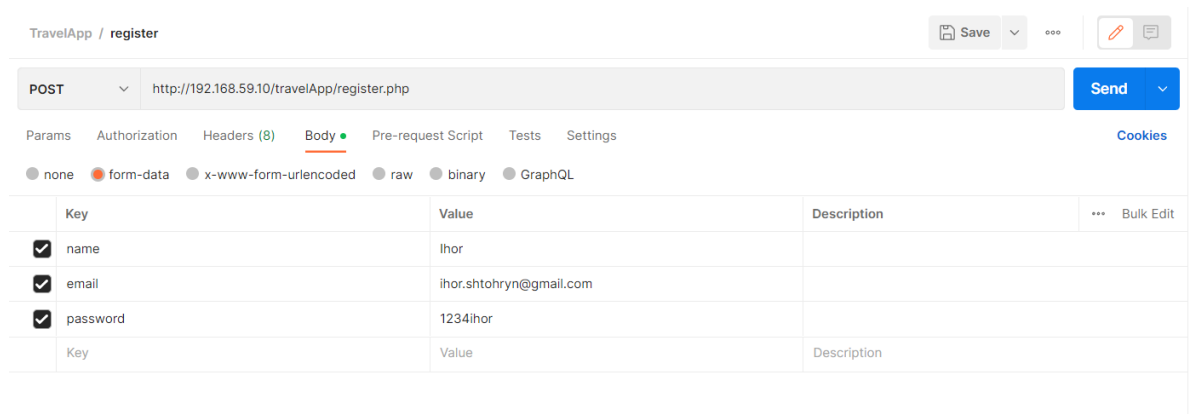 TravelApp / register
Save
POST http://192.168.59.10/travelApp/register.php Send
Params Authorization Headers (8) Body Pre-request Script Tests Settings Cookies
none form-data x-www-form-urlencoded raw binary GraphQL
Key Value Description Bulk Edit
name Ihor
email ihor.shtohryn@gmail.com
password 1234ihor
Key Value Description